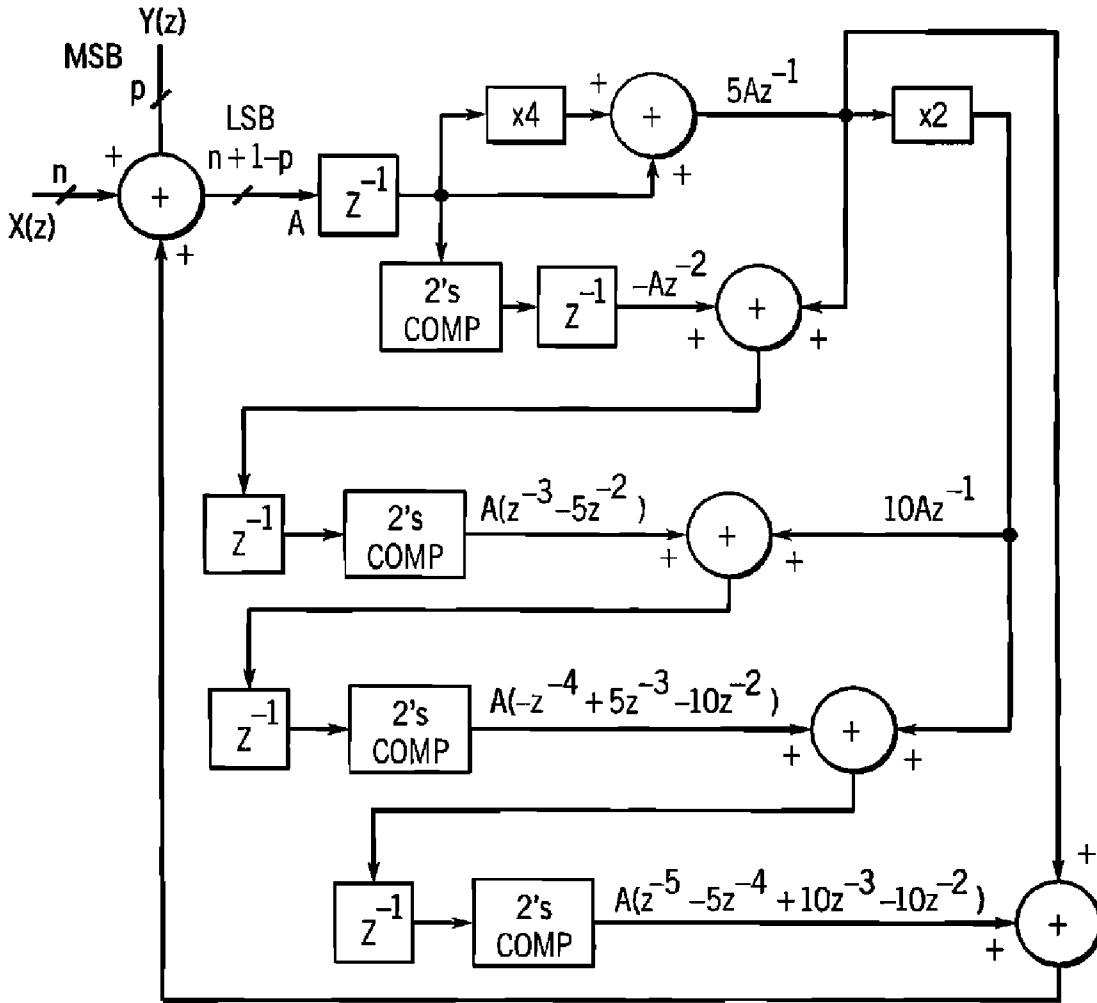 Y(z)
MSB
p
LSB
n
n+1–p
+
+
+
X(z)
A
z⁻¹
x4
+
+
+
5Az⁻¹
x2
2's
COMP
z⁻¹
–Az⁻²
+
+
+
z⁻¹
2's
COMP
A(z⁻³ –5z⁻² )
+
+
+
10Az⁻¹
z⁻¹
2's
COMP
A(–z⁻⁴ + 5z⁻³ –10z⁻² )
+
+
+
z⁻¹
2's
COMP
A(z⁻⁵ –5z⁻⁴ +10z⁻³ –10z⁻² )
+
+
+